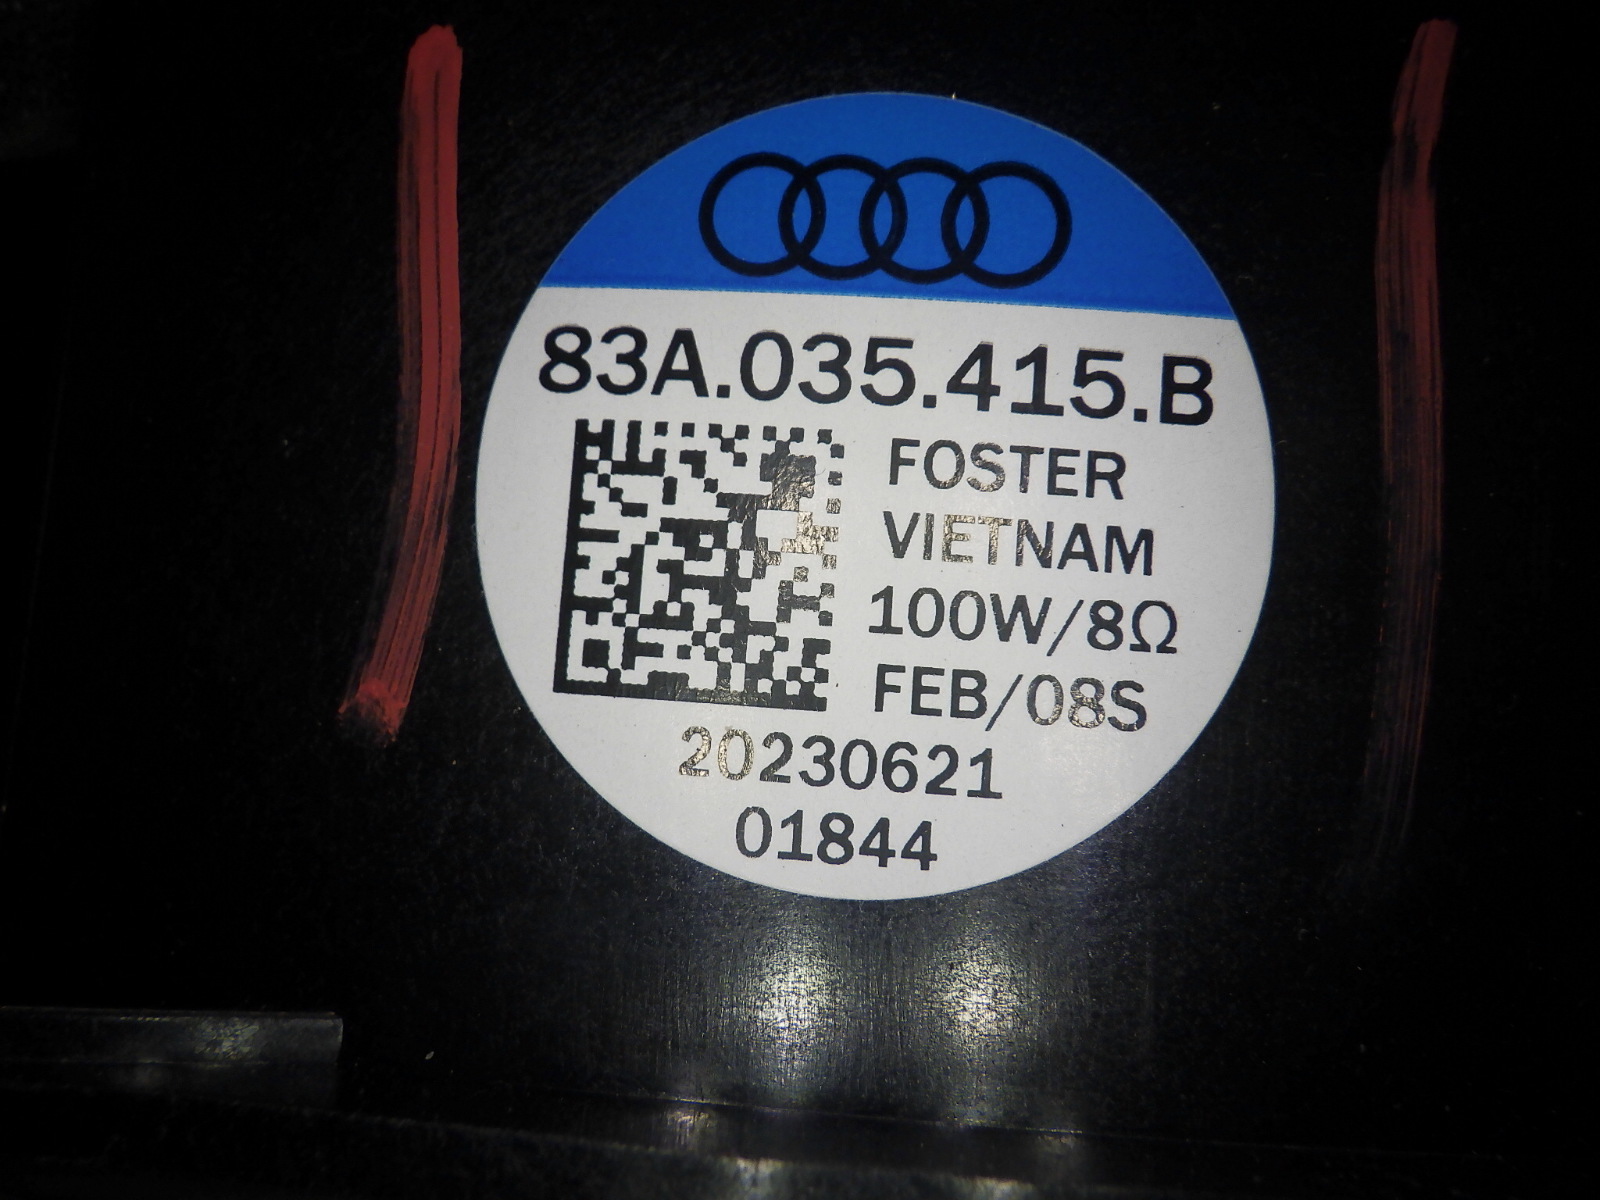 83A.035.415.B
FOSTER
VIETNAM
100W/8Ω
FEB/08S
20230621
01844